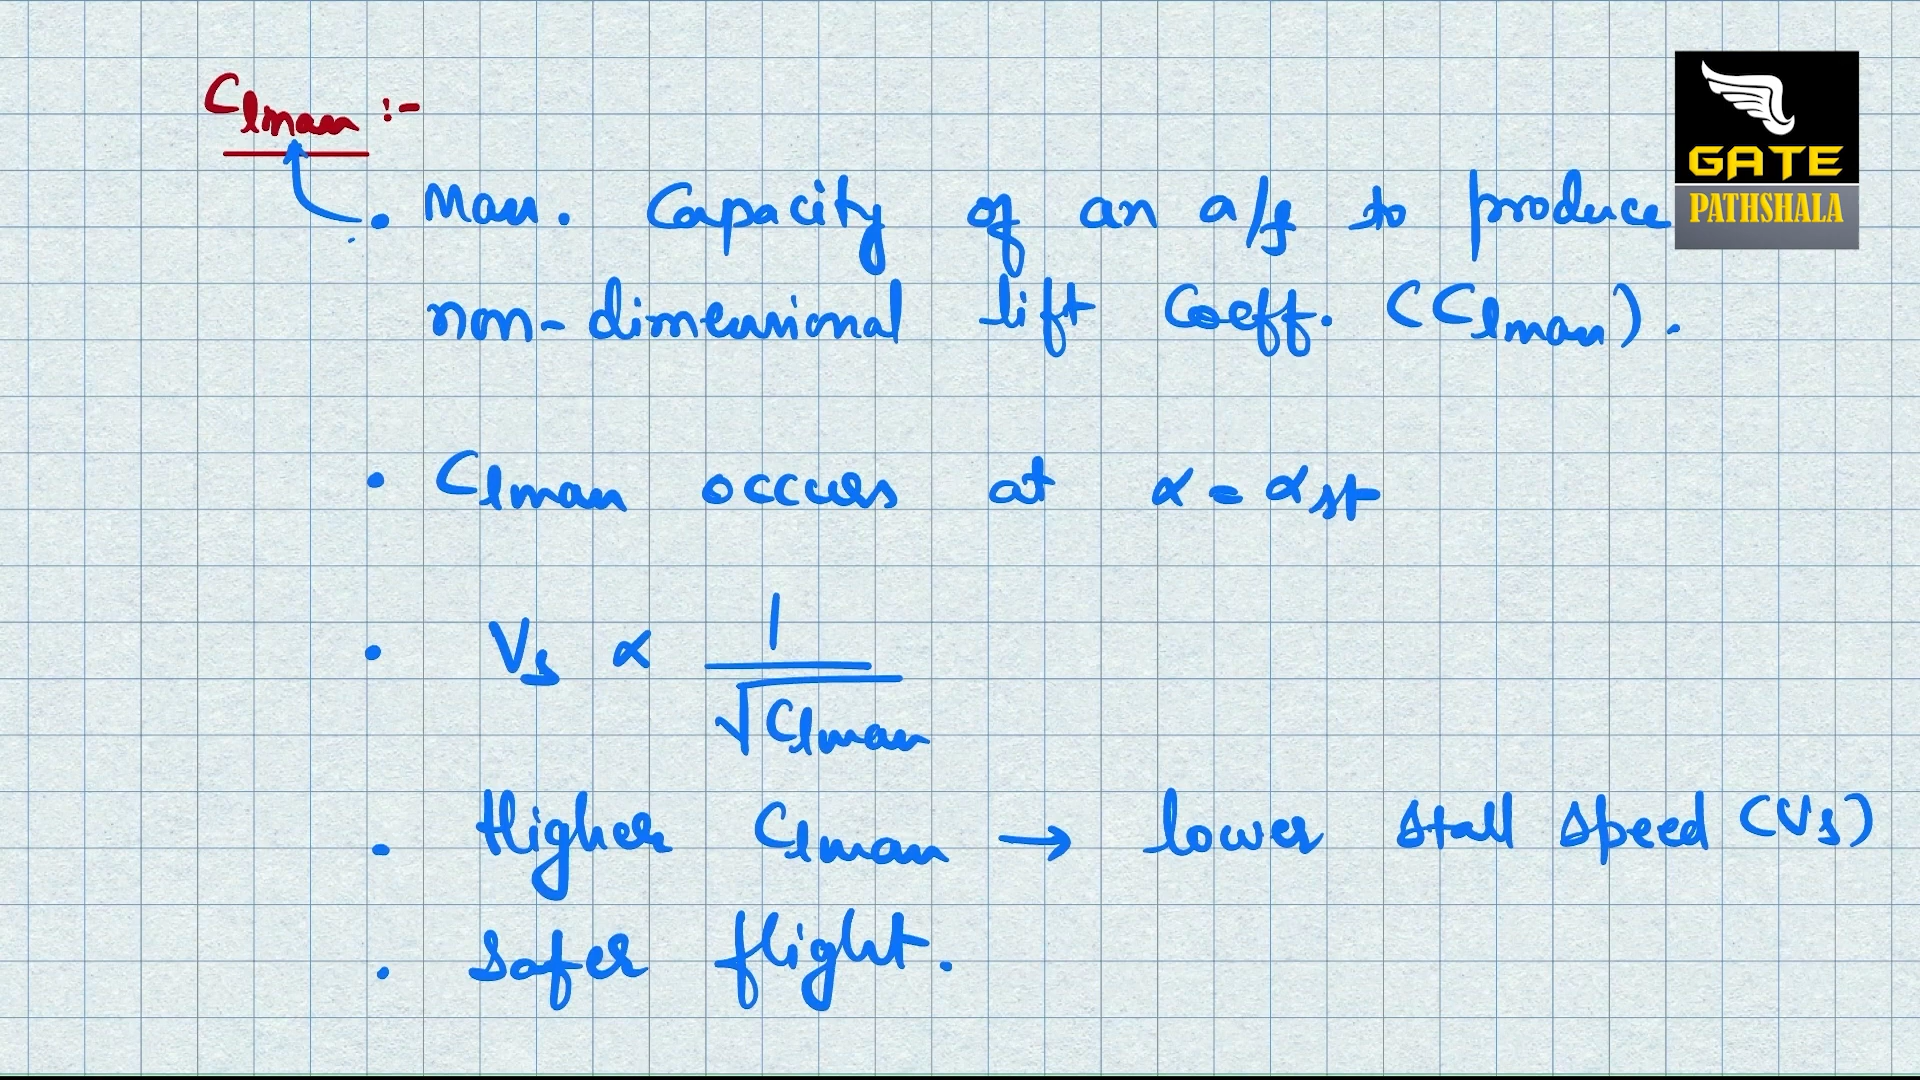 Clmax :-
GATE
PATHSHALA
• Max. Capacity of an a/f to produce
non-dimensional lift Coeff. (Clmax).
• Clmax occurs at α = αst
• Vs ∝ 1/√Clmax
• Higher Clmax → lower stall speed (Vs)
• Safer flight.